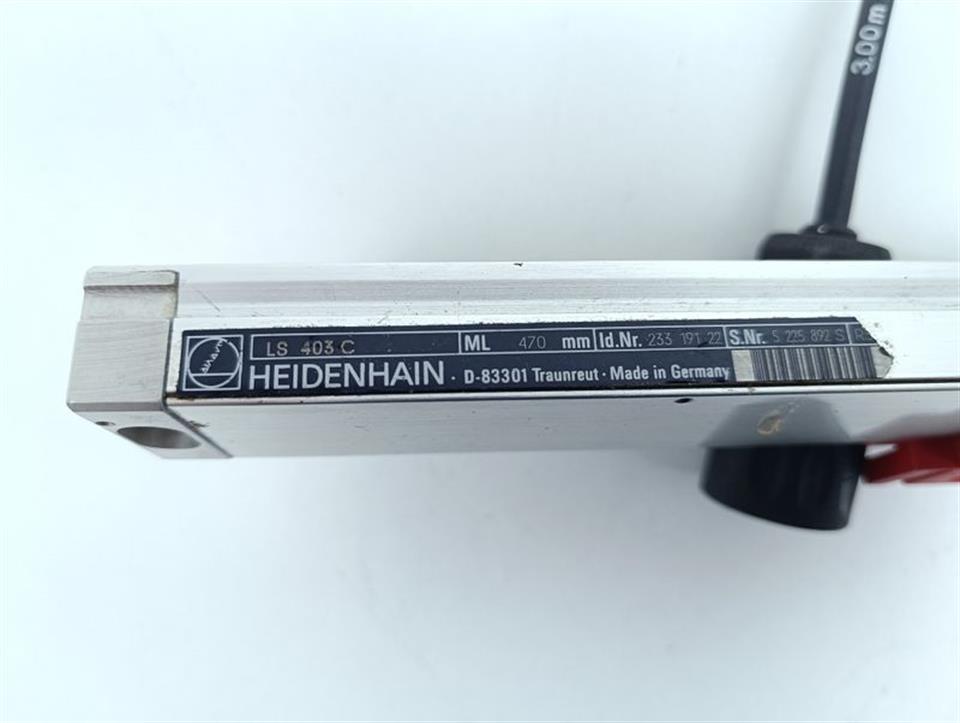 3.00m
LS 403 C ML 470 mm Id.Nr. 233 191 22 S.Nr. 5 225 892 S
HEIDENHAIN · D-83301 Traunreut · Made in Germany